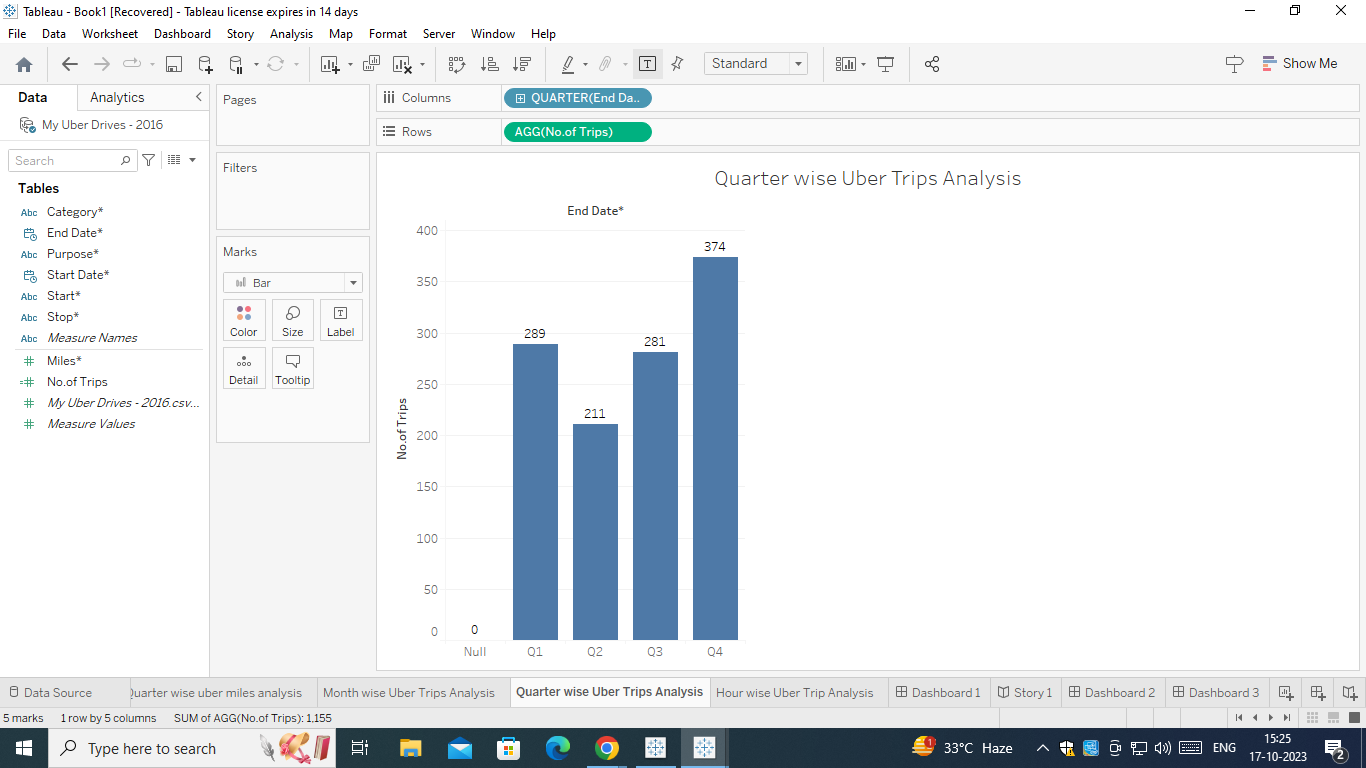 Tableau - Book1 [Recovered] - Tableau license expires in 14 days
File Data Worksheet Dashboard Story Analysis Map Format Server Window Help
Standard
Show Me
Data Analytics
My Uber Drives - 2016
Search
Tables
Abc Category*
End Date*
Abc Purpose*
Start Date*
Abc Start*
Abc Stop*
Abc Measure Names
# Miles*
=# No.of Trips
# My Uber Drives - 2016.csv...
# Measure Values
Pages
Filters
Marks
Bar
Color Size Label
Detail Tooltip
Columns QUARTER(End Da..
Rows AGG(No.of Trips)
Quarter wise Uber Trips Analysis
End Date*
No.of Trips
400
350
300
250
200
150
100
50
0
0
289
211
281
374
Null Q1 Q2 Q3 Q4
Data Source Quarter wise uber miles analysis Month wise Uber Trips Analysis Quarter wise Uber Trips Analysis Hour wise Uber Trip Analysis Dashboard 1 Story 1 Dashboard 2 Dashboard 3
5 marks 1 row by 5 columns SUM of AGG(No.of Trips): 1,155
Type here to search
1
33°C Haze
ENG
15:25
17-10-2023
2